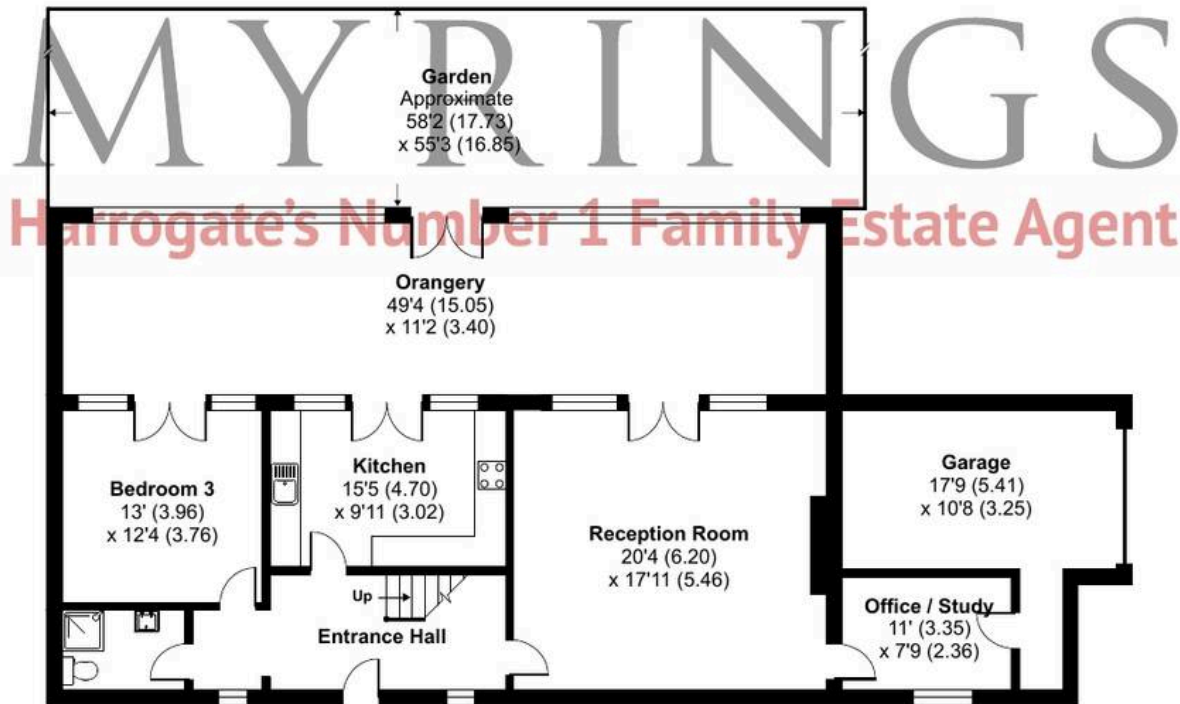 MYRINGS
Garden
Approximate
58'2 (17.73)
x 55'3 (16.85)
Harrogate's Number 1 Family Estate Agent
Orangery
49'4 (15.05)
x 11'2 (3.40)
Bedroom 3
13' (3.96)
x 12'4 (3.76)
Kitchen
15'5 (4.70)
x 9'11 (3.02)
Reception Room
20'4 (6.20)
x 17'11 (5.46)
Garage
17'9 (5.41)
x 10'8 (3.25)
Up
Entrance Hall
Office / Study
11' (3.35)
x 7'9 (2.36)